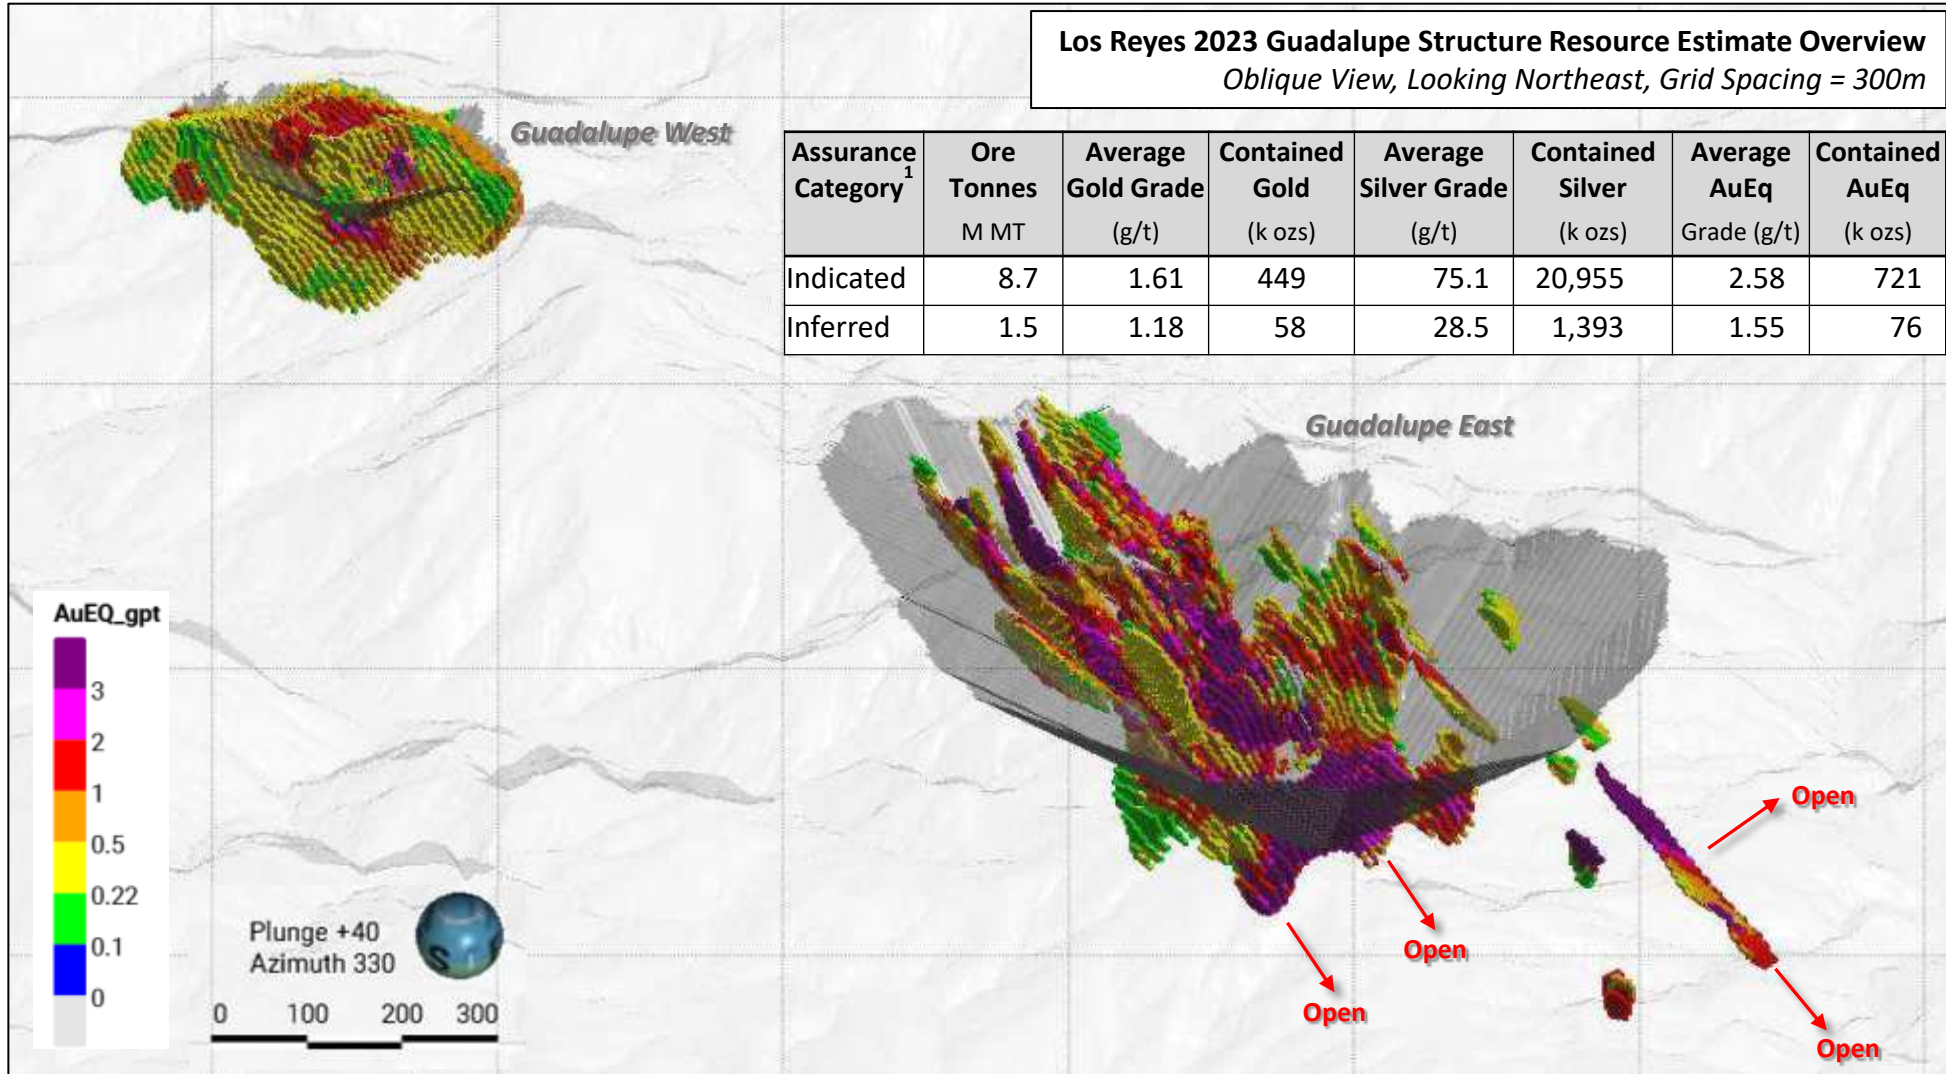 Los Reyes 2023 Guadalupe Structure Resource Estimate Overview
Oblique View, Looking Northeast, Grid Spacing = 300m
Guadalupe West
Assurance Category1 Ore Tonnes M MT Average Gold Grade (g/t) Contained Gold (k ozs) Average Silver Grade (g/t) Contained Silver (k ozs) Average AuEq Grade (g/t) Contained AuEq (k ozs)
Indicated 8.7 1.61 449 75.1 20,955 2.58 721
Inferred 1.5 1.18 58 28.5 1,393 1.55 76
Guadalupe East
AuEQ_gpt
3
2
1
0.5
0.22
0.1
0
Plunge +40
Azimuth 330
S
0 100 200 300
Open
Open
Open
Open